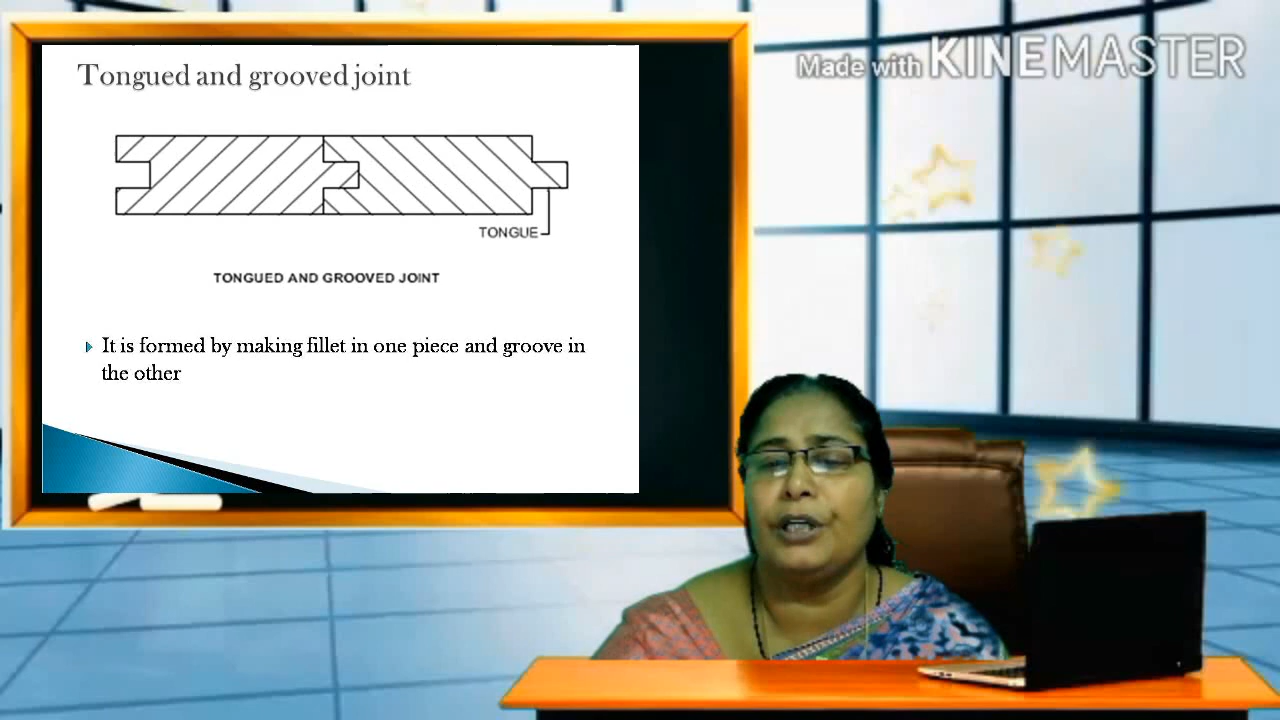 Tongued and grooved joint
Made with KINEMASTER
TONGUE
TONGUED AND GROOVED JOINT
It is formed by making fillet in one piece and groove in
the other